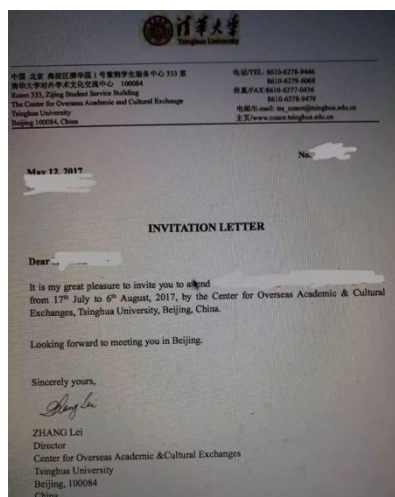 清华大学
Tsinghua University
中国 北京 海淀区清华园1号紫荆学生服务中心 333 室
清华大学对外学术文化交流中心 100084
Room 333, Zijing Student Service Building
The Center for Overseas Academic and Cultural Exchange
Tsinghua University
Beijing 100084, China
电话/TEL: 8610-6278-9446
8610-6279-6068
传真/FAX: 8610-6277-0436
8610-6278-9479
主页/www.coace.tsinghua.edu.cn
No.
May 12, 2017
INVITATION LETTER
Dear
It is my great pleasure to invite you to attend
from 17th July to 6th August, 2017, by the Center for Overseas Academic & Cultural
Exchanges, Tsinghua University, Beijing, China.
Looking forward to meeting you in Beijing.
Sincerely yours,
Zhang Lei
ZHANG Lei
Director
Center for Overseas Academic &Cultural Exchanges
Tsinghua University
Beijing, 100084
China